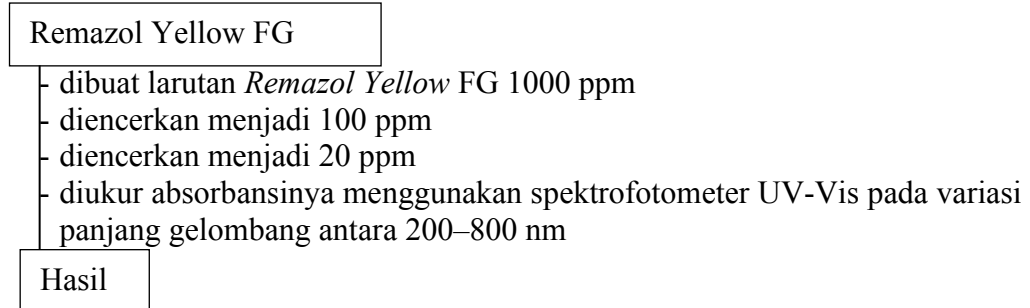 Remazol Yellow FG
- dibuat larutan Remazol Yellow FG 1000 ppm
- diencerkan menjadi 100 ppm
- diencerkan menjadi 20 ppm
- diukur absorbansinya menggunakan spektrofotometer UV-Vis pada variasi
panjang gelombang antara 200–800 nm
Hasil